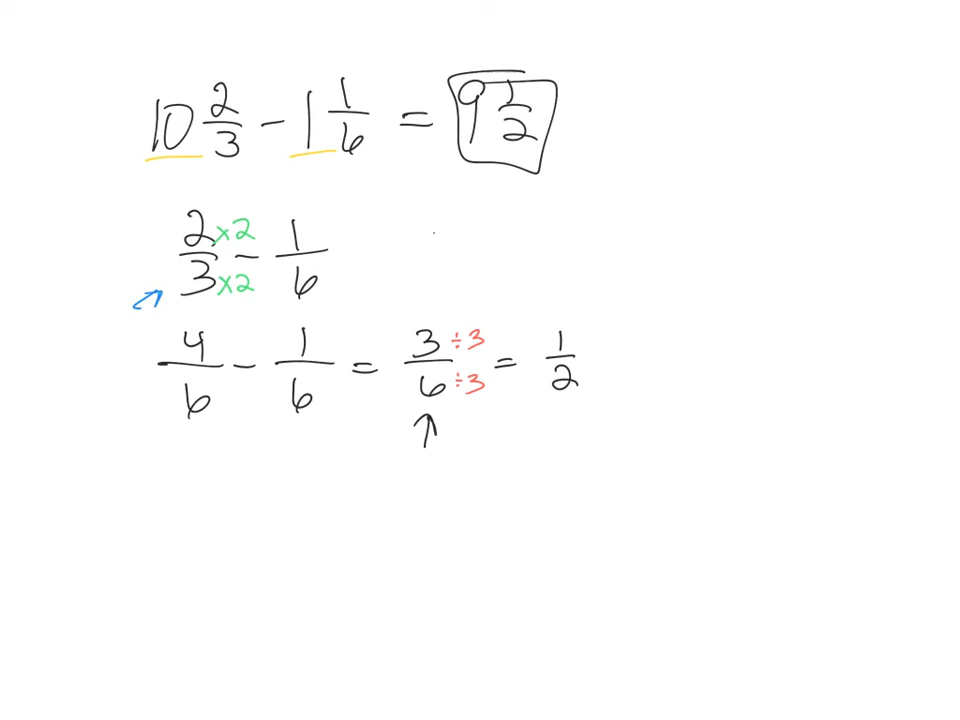 10 2/3 - 1 1/6 = 9 1/2
2×2/3×2 - 1/6
4/6 - 1/6 = 3÷3/6÷3 = 1/2